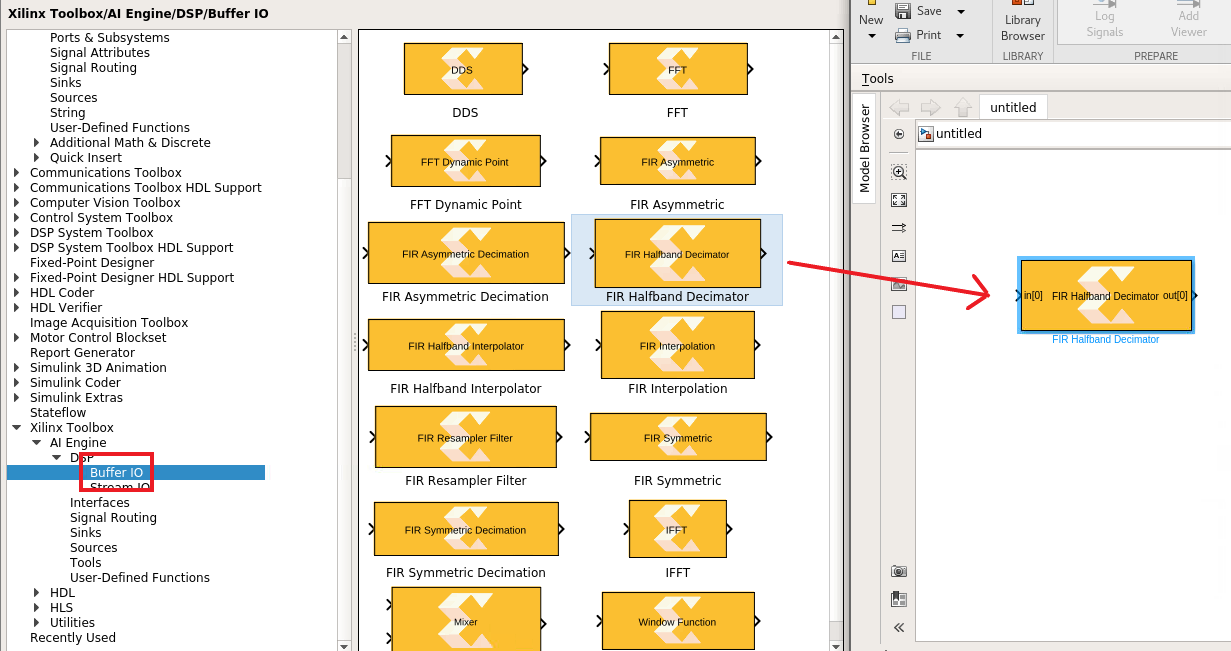 Xilinx Toolbox/AI Engine/DSP/Buffer IO
Ports & Subsystems
Signal Attributes
Signal Routing
Sinks
Sources
String
User-Defined Functions
Additional Math & Discrete
Quick Insert
Communications Toolbox
Communications Toolbox HDL Support
Computer Vision Toolbox
Control System Toolbox
DSP System Toolbox
DSP System Toolbox HDL Support
Fixed-Point Designer
Fixed-Point Designer HDL Support
HDL Coder
HDL Verifier
Image Acquisition Toolbox
Motor Control Blockset
Report Generator
Simulink 3D Animation
Simulink Coder
Simulink Extras
Stateflow
Xilinx Toolbox
AI Engine
DSP
Buffer IO
Stream IO
Interfaces
Signal Routing
Sinks
Sources
Tools
User-Defined Functions
HDL
HLS
Utilities
Recently Used
DDS
FFT
DDS
FFT
FFT Dynamic Point
FIR Asymmetric
FFT Dynamic Point
FIR Asymmetric
FIR Asymmetric Decimation
FIR Halfband Decimator
FIR Asymmetric Decimation
FIR Halfband Decimator
FIR Halfband Interpolator
FIR Interpolation
FIR Halfband Interpolator
FIR Interpolation
FIR Resampler Filter
FIR Symmetric
FIR Resampler Filter
FIR Symmetric
FIR Symmetric Decimation
IFFT
FIR Symmetric Decimation
IFFT
Mixer
Window Function
New
Save
Print
FILE
Library
Browser
LIBRARY
Log
Signals
Add
Viewer
PREPARE
Tools
Model Browser
untitled
untitled
in[0]
FIR Halfband Decimator
out[0]
FIR Halfband Decimator